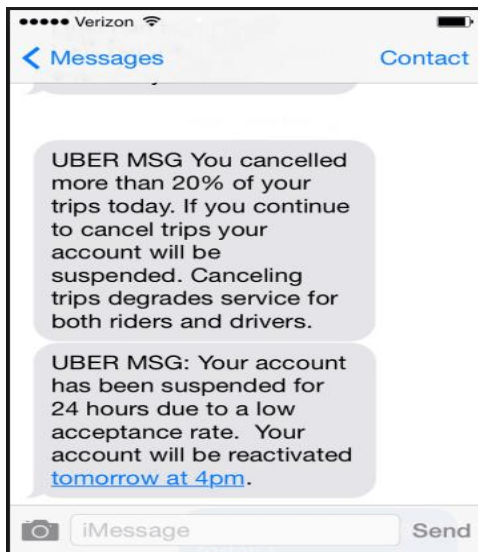 Verizon
Messages
Contact
UBER MSG You cancelled
more than 20% of your
trips today. If you continue
to cancel trips your
account will be
suspended. Canceling
trips degrades service for
both riders and drivers.
UBER MSG: Your account
has been suspended for
24 hours due to a low
acceptance rate. Your
account will be reactivated
tomorrow at 4pm.
iMessage
Send